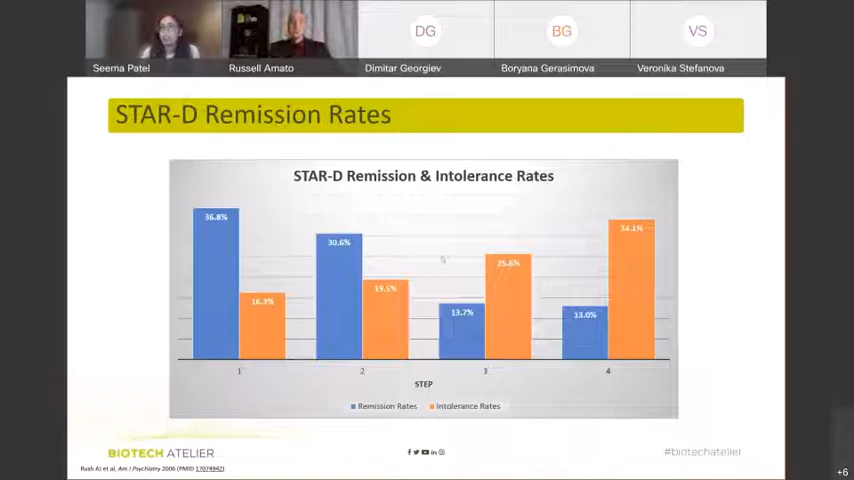 DG
BG
VS
Seema Patel
Russell Amato
Dimitar Georgiev
Boryana Gerasimova
Veronika Stefanova
STAR-D Remission Rates
STAR-D Remission & Intolerance Rates
36.8%
16.3%
30.6%
19.5%
13.7%
25.6%
13.0%
34.1%
1
2
3
4
STEP
Remission Rates
Intolerance Rates
BIOTECH ATELIER
#biotechatelier
Rush AJ et al, Am J Psychiatry 2006 (PMID 17074942)
+6